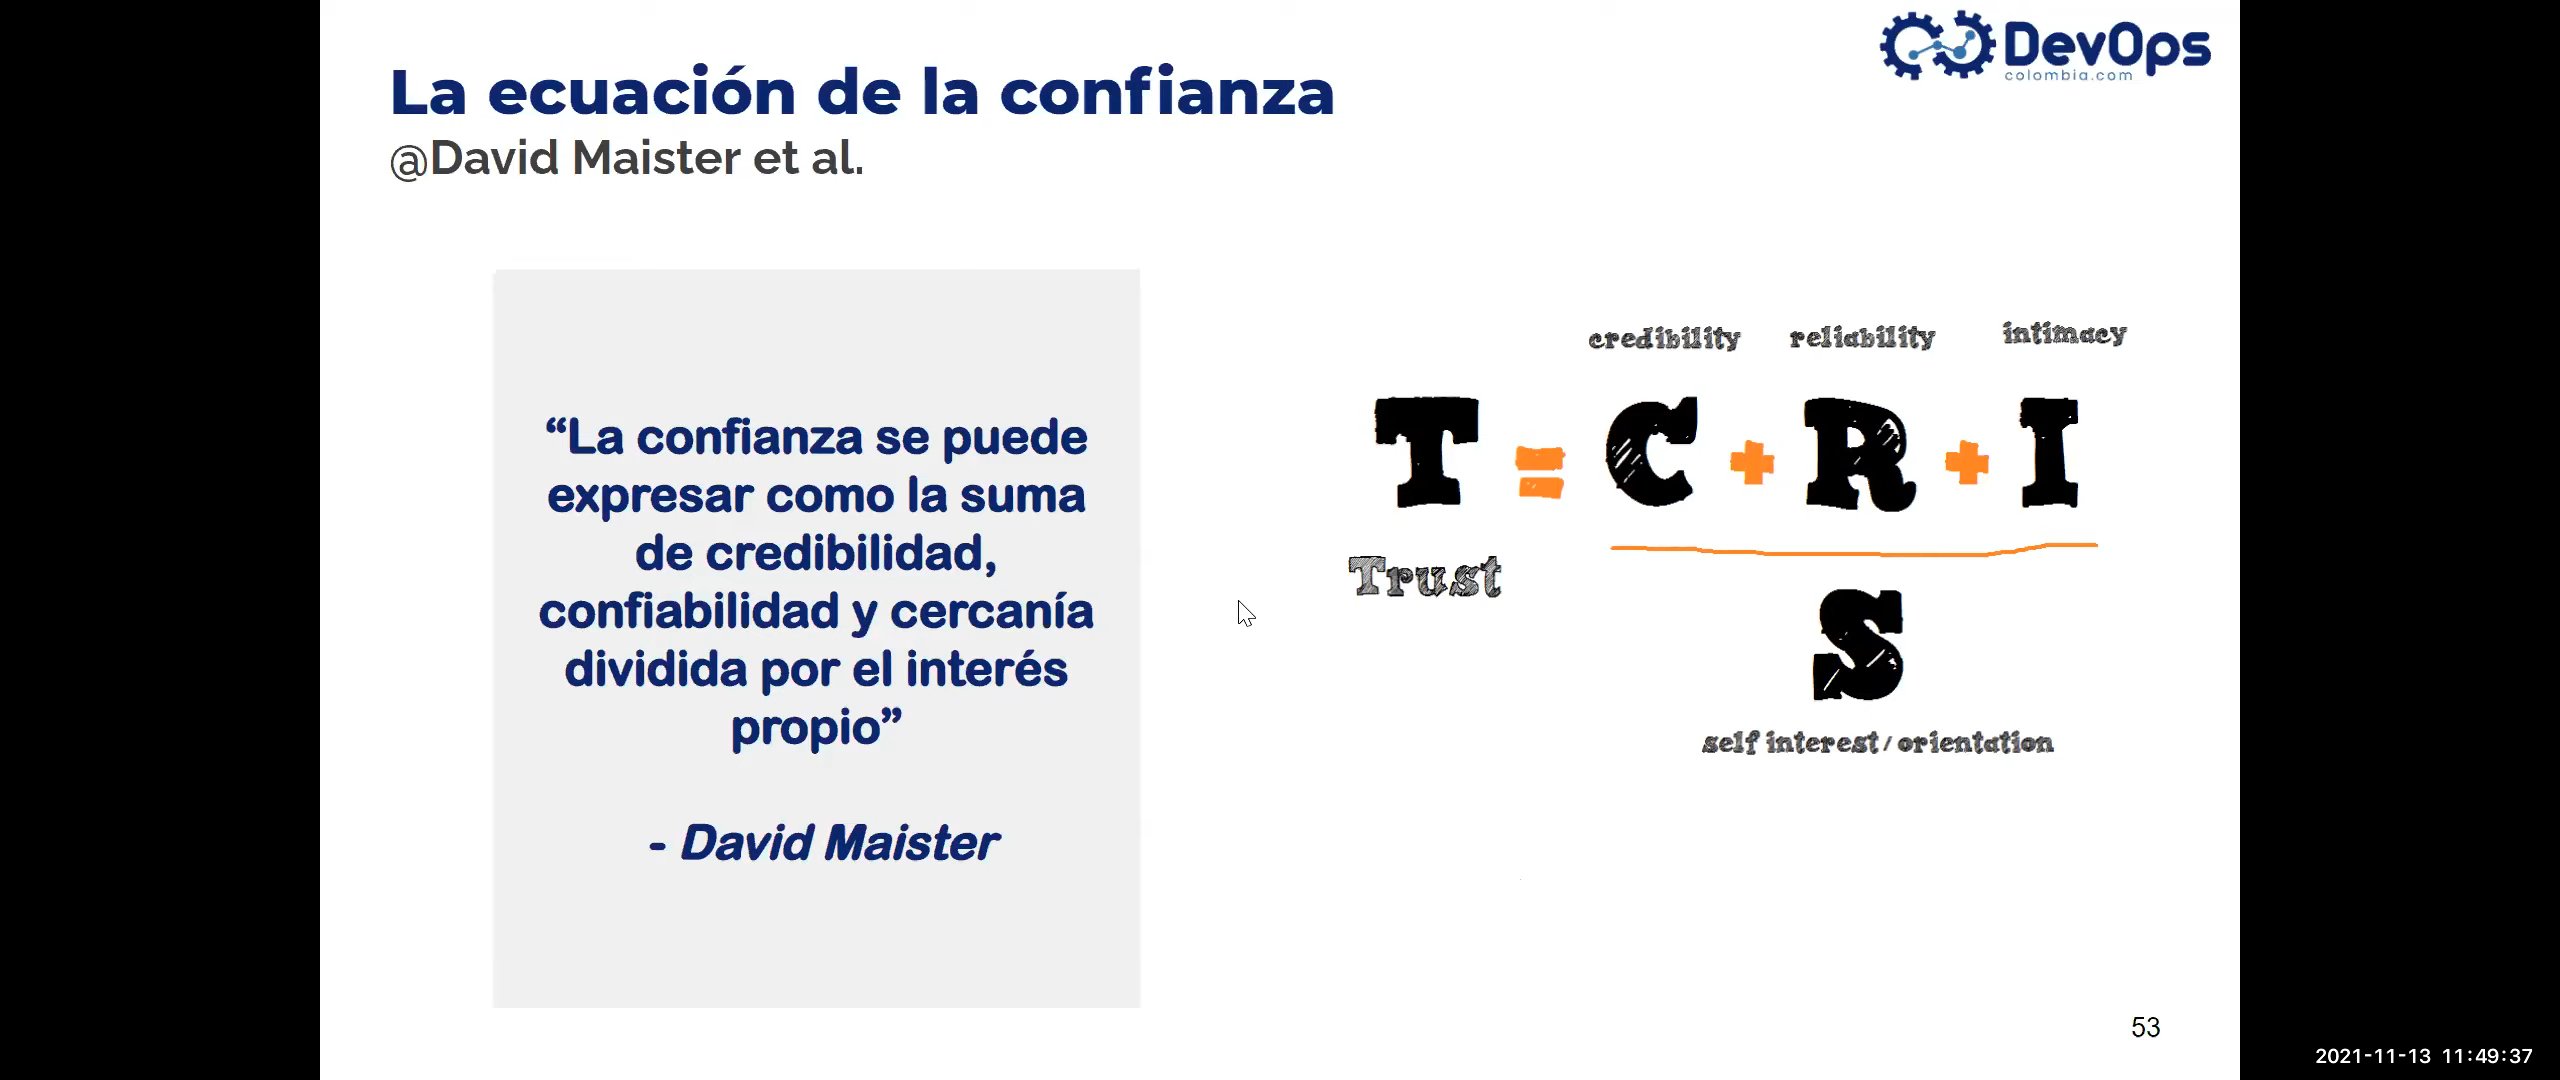 DevOps
colombia.com
La ecuación de la confianza
@David Maister et al.
“La confianza se puede
expresar como la suma
de credibilidad,
confiabilidad y cercanía
dividida por el interés
propio”
- David Maister
credibility reliability intimacy
T = C + R + I
Trust
S
self interest / orientation
53
2021-11-13 11:49:37